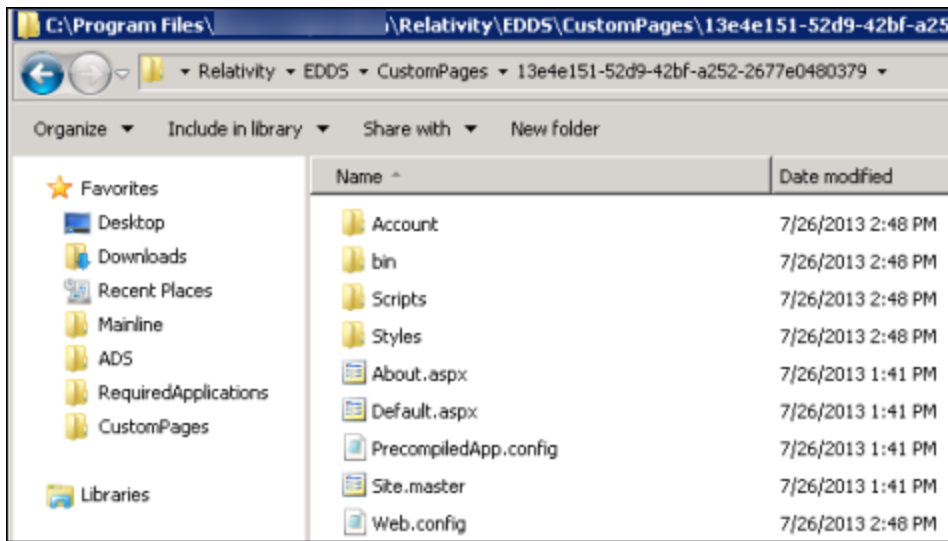 C:\Program Files\ \Relativity\EDDS\CustomPages\13e4e151-52d9-42bf-a25
Relativity EDDS CustomPages 13e4e151-52d9-42bf-a252-2677e0480379
Organize Include in library Share with New folder
Favorites
Desktop
Downloads
Recent Places
Mainline
ADS
RequiredApplications
CustomPages
Libraries
Name Date modified
Account 7/26/2013 2:48 PM
bin 7/26/2013 2:48 PM
Scripts 7/26/2013 2:48 PM
Styles 7/26/2013 2:48 PM
About.aspx 7/26/2013 1:41 PM
Default.aspx 7/26/2013 1:41 PM
PrecompiledApp.config 7/26/2013 1:41 PM
Site.master 7/26/2013 1:41 PM
Web.config 7/26/2013 2:48 PM